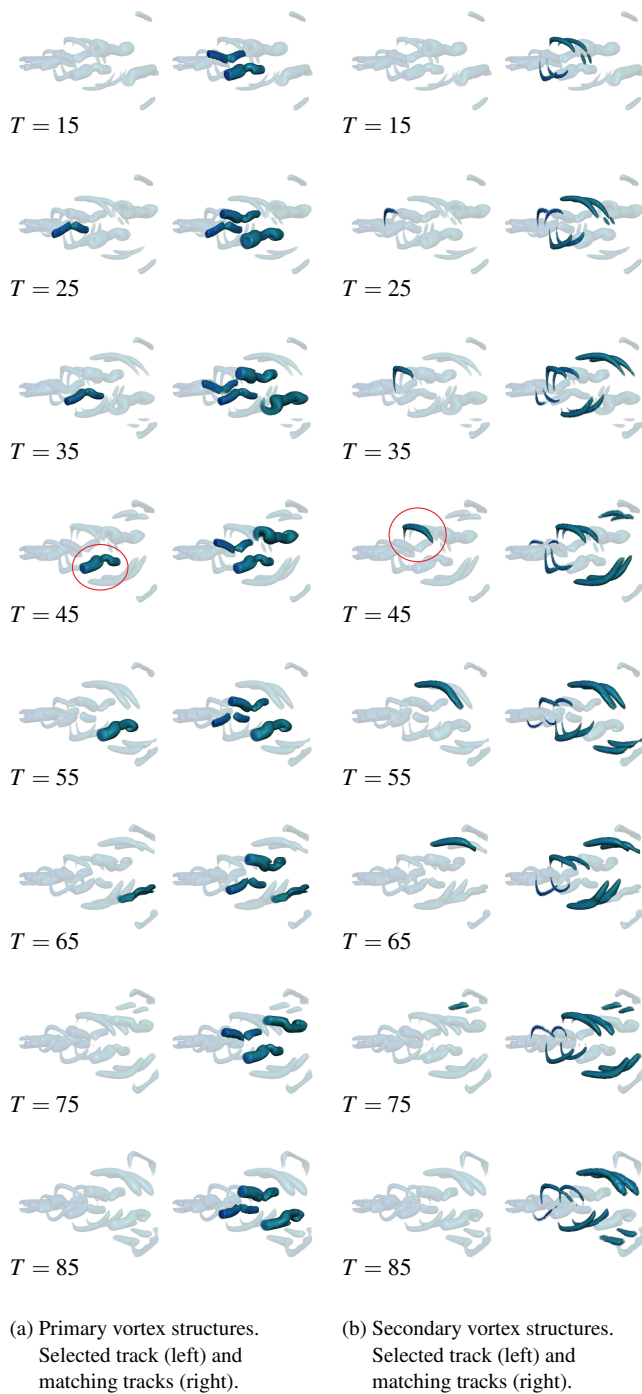 T = 15 T = 15
T = 25 T = 25
T = 35 T = 35
T = 45 T = 45
T = 55 T = 55
T = 65 T = 65
T = 75 T = 75
T = 85 T = 85
(a) Primary vortex structures.
Selected track (left) and
matching tracks (right).
(b) Secondary vortex structures.
Selected track (left) and
matching tracks (right).